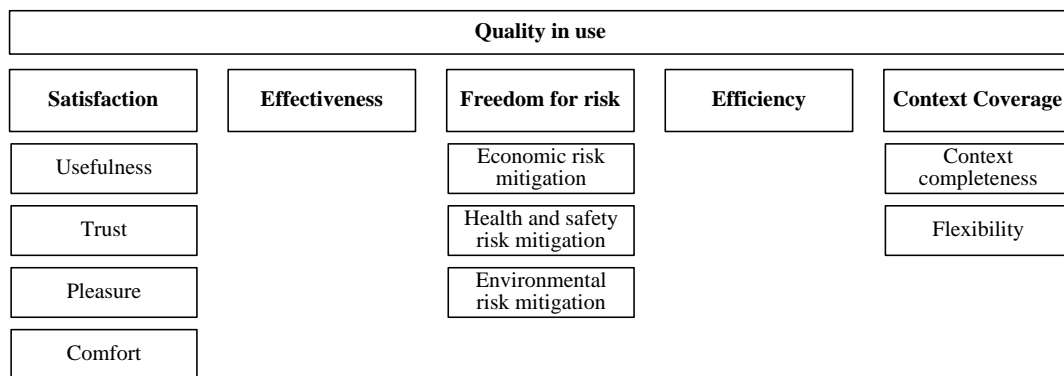 Quality in use
Satisfaction
Effectiveness
Freedom for risk
Efficiency
Context Coverage
Usefulness
Economic risk
mitigation
Context
completeness
Trust
Health and safety
risk mitigation
Flexibility
Pleasure
Environmental
risk mitigation
Comfort